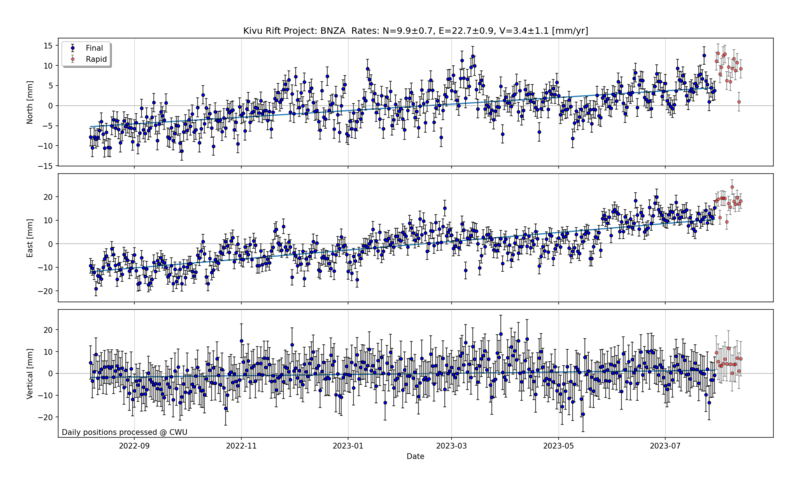 Kivu Rift Project: BNZA  Rates: N=9.9±0.7, E=22.7±0.9, V=3.4±1.1 [mm/yr]
Final
Rapid
North [mm]
15
10
5
0
−5
−10
−15
East [mm]
20
10
0
−10
−20
Vertical [mm]
20
10
0
−10
−20
Daily positions processed @ CWU
2022-09 2022-11 2023-01 2023-03 2023-05 2023-07
Date